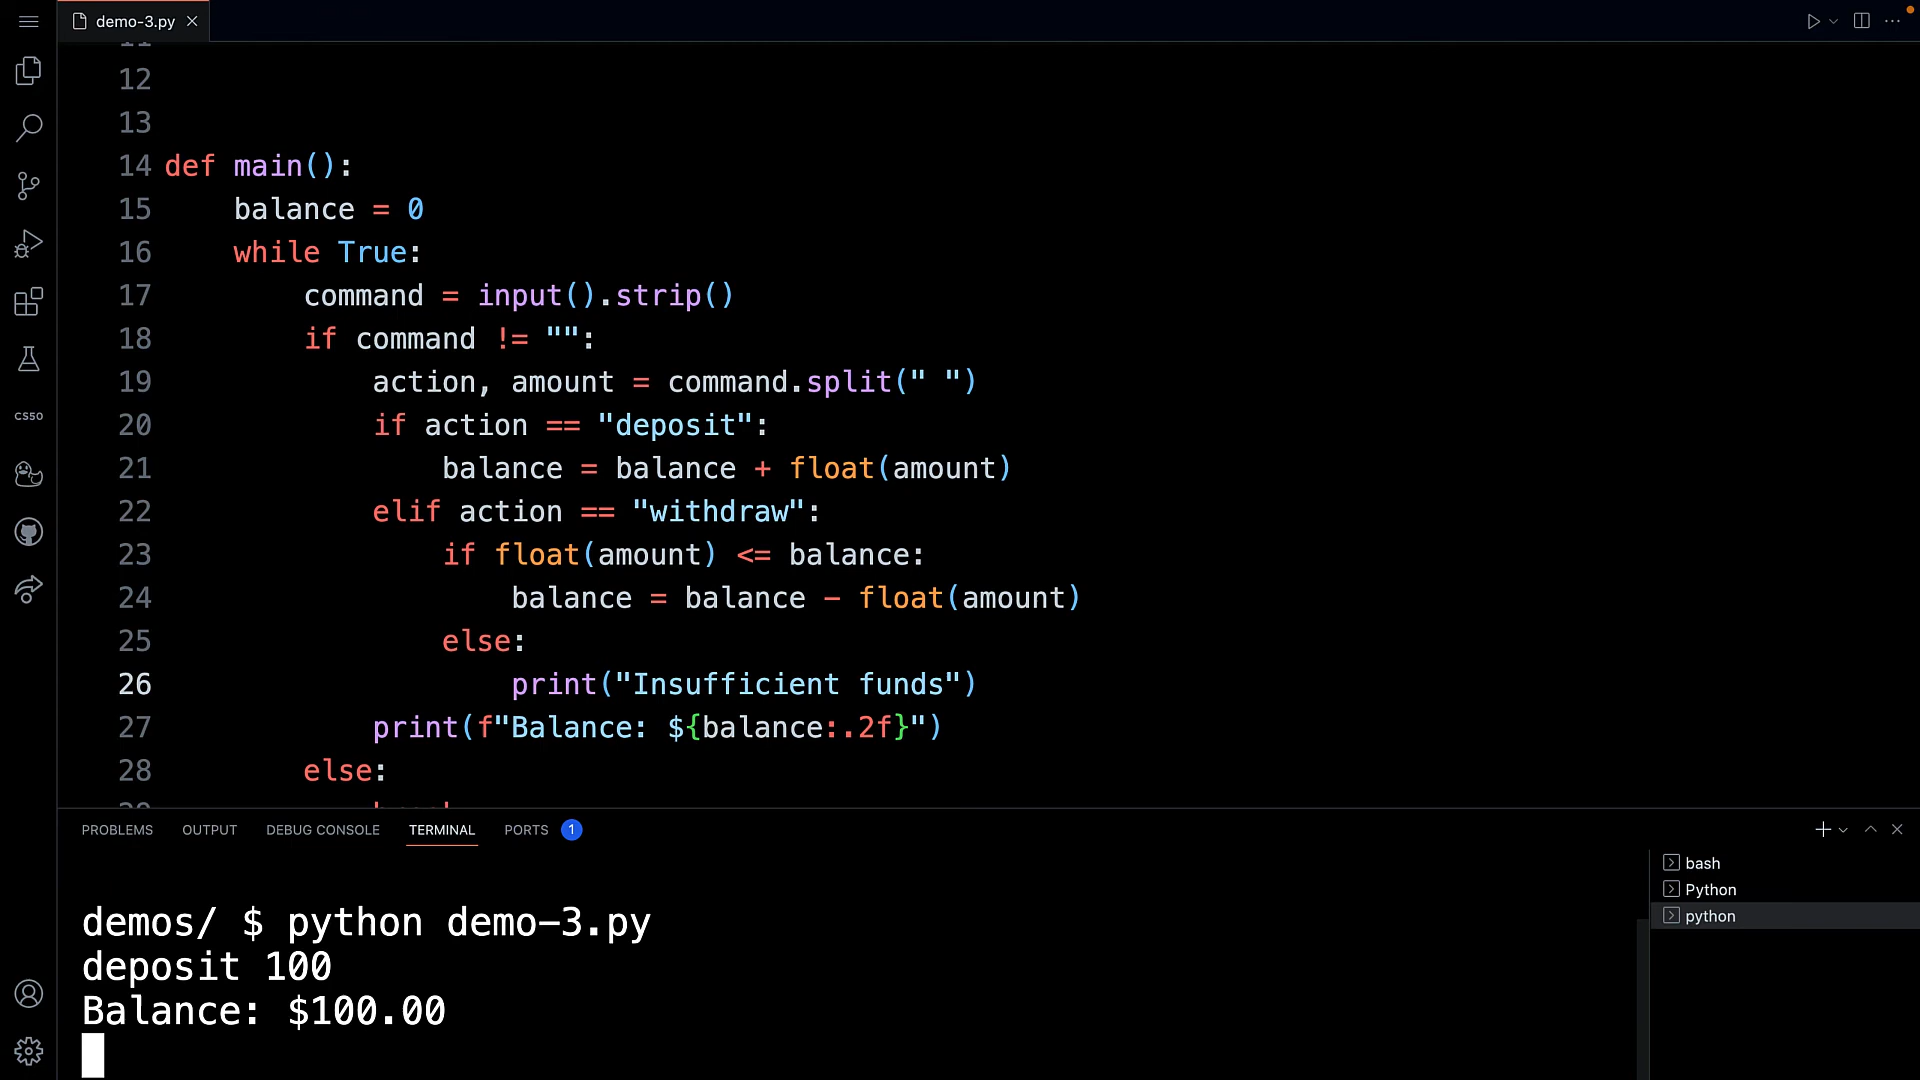 demo-3.py
11
12
13
14 def main():
15 balance = 0
16 while True:
17 command = input().strip()
18 if command != "":
19 action, amount = command.split(" ")
20 if action == "deposit":
21 balance = balance + float(amount)
22 elif action == "withdraw":
23 if float(amount) <= balance:
24 balance = balance - float(amount)
25 else:
26 print("Insufficient funds")
27 print(f"Balance: ${balance:.2f}")
28 else:
29 break
CS50
PROBLEMS OUTPUT DEBUG CONSOLE TERMINAL PORTS 1
bash
Python
python
demos/ $ python demo-3.py
deposit 100
Balance: $100.00